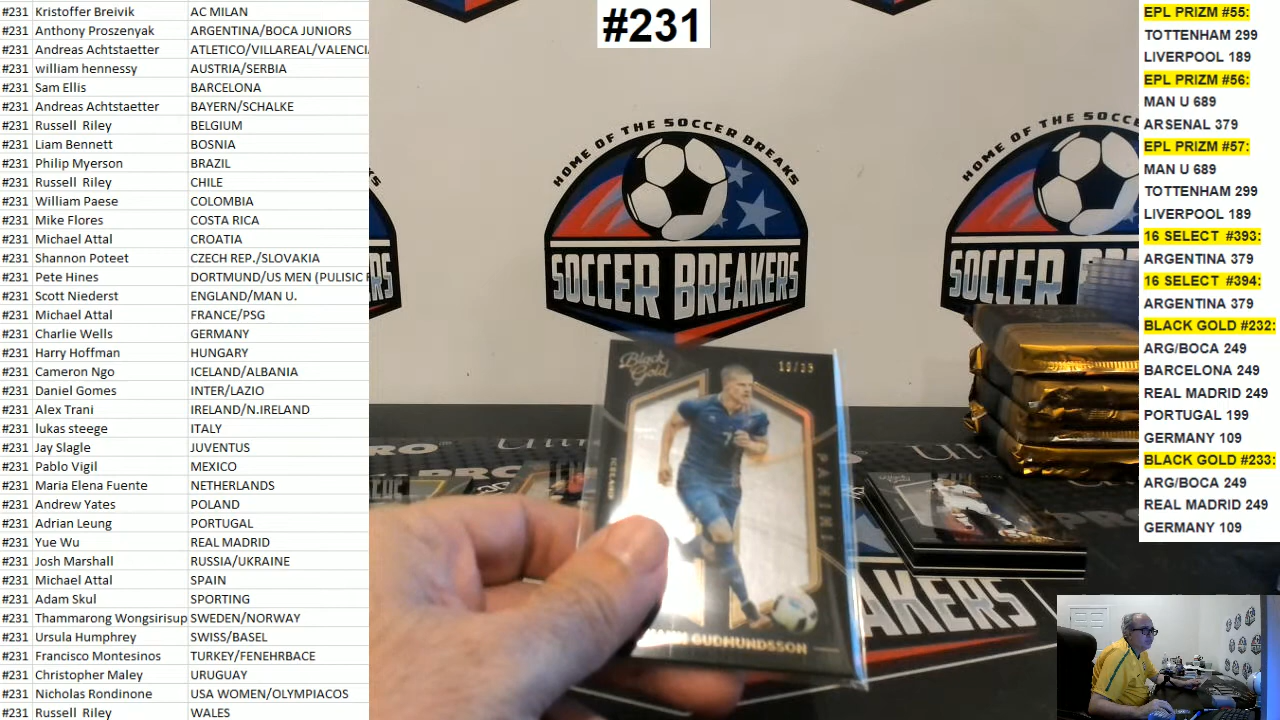 #231 Kristoffer Breivik AC MILAN
#231 Anthony Proszenyak ARGENTINA/BOCA JUNIORS
#231 Andreas Achtstaetter ATLETICO/VILLAREAL/VALENCI
#231 william hennessy AUSTRIA/SERBIA
#231 Sam Ellis BARCELONA
#231 Andreas Achtstaetter BAYERN/SCHALKE
#231 Russell Riley BELGIUM
#231 Liam Bennett BOSNIA
#231 Philip Myerson BRAZIL
#231 Russell Riley CHILE
#231 William Paese COLOMBIA
#231 Mike Flores COSTA RICA
#231 Michael Attal CROATIA
#231 Shannon Poteet CZECH REP./SLOVAKIA
#231 Pete Hines DORTMUND/US MEN (PULISIC
#231 Scott Niederst ENGLAND/MAN U.
#231 Michael Attal FRANCE/PSG
#231 Charlie Wells GERMANY
#231 Harry Hoffman HUNGARY
#231 Cameron Ngo ICELAND/ALBANIA
#231 Daniel Gomes INTER/LAZIO
#231 Alex Trani IRELAND/N.IRELAND
#231 lukas steege ITALY
#231 Jay Slagle JUVENTUS
#231 Pablo Vigil MEXICO
#231 Maria Elena Fuente NETHERLANDS
#231 Andrew Yates POLAND
#231 Adrian Leung PORTUGAL
#231 Yue Wu REAL MADRID
#231 Josh Marshall RUSSIA/UKRAINE
#231 Michael Attal SPAIN
#231 Adam Skul SPORTING
#231 Thammarong Wongsirisup SWEDEN/NORWAY
#231 Ursula Humphrey SWISS/BASEL
#231 Francisco Montesinos TURKEY/FENEHRBACE
#231 Christopher Maley URUGUAY
#231 Nicholas Rondinone USA WOMEN/OLYMPIACOS
#231 Russell Riley WALES
#231
HOME OF THE SOCCER BREAKS
SOCCER BREAKERS
HOME OF THE SOCCE
SOCCER BRE
ERS
Black Gold
ICELAND
PANINI
GUDMUNDSSON
AKERS
EPL PRIZM #55:
TOTTENHAM 299
LIVERPOOL 189
EPL PRIZM #56:
MAN U 689
ARSENAL 379
EPL PRIZM #57:
MAN U 689
TOTTENHAM 299
LIVERPOOL 189
16 SELECT #393:
ARGENTINA 379
16 SELECT #394:
ARGENTINA 379
BLACK GOLD #232:
ARG/BOCA 249
BARCELONA 249
REAL MADRID 249
PORTUGAL 199
GERMANY 109
BLACK GOLD #233:
ARG/BOCA 249
REAL MADRID 249
GERMANY 109